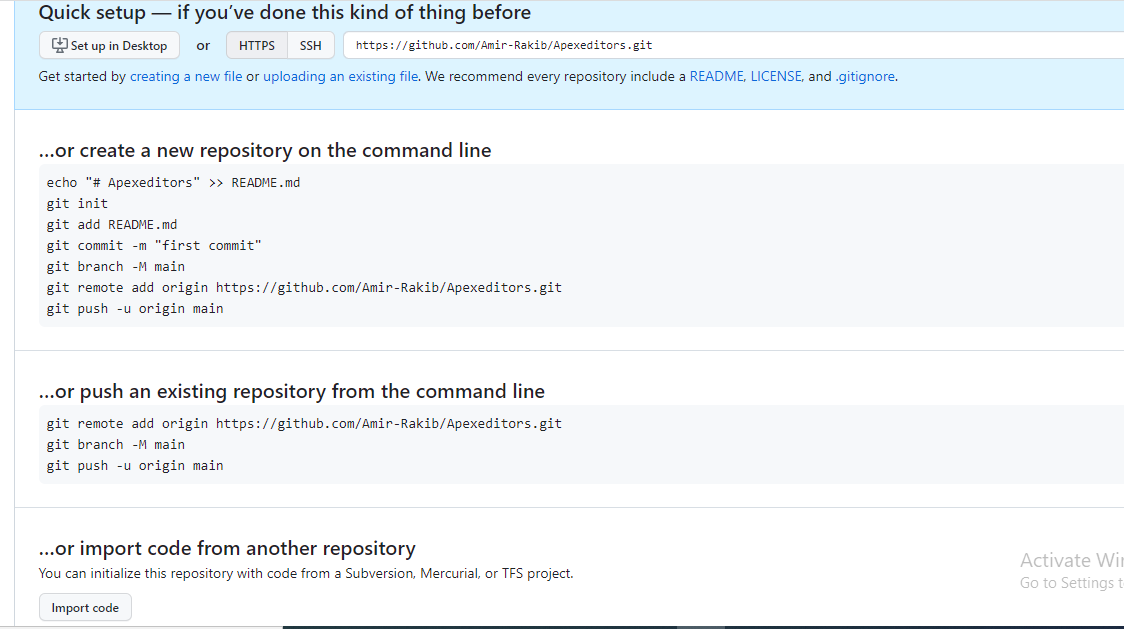 Quick setup — if you’ve done this kind of thing before
Set up in Desktop or HTTPS SSH https://github.com/Amir-Rakib/Apexeditors.git
Get started by creating a new file or uploading an existing file. We recommend every repository include a README, LICENSE, and .gitignore.
…or create a new repository on the command line
echo "# Apexeditors" >> README.md
git init
git add README.md
git commit -m "first commit"
git branch -M main
git remote add origin https://github.com/Amir-Rakib/Apexeditors.git
git push -u origin main
…or push an existing repository from the command line
git remote add origin https://github.com/Amir-Rakib/Apexeditors.git
git branch -M main
git push -u origin main
…or import code from another repository
You can initialize this repository with code from a Subversion, Mercurial, or TFS project.
Import code
Activate
Go to Settings